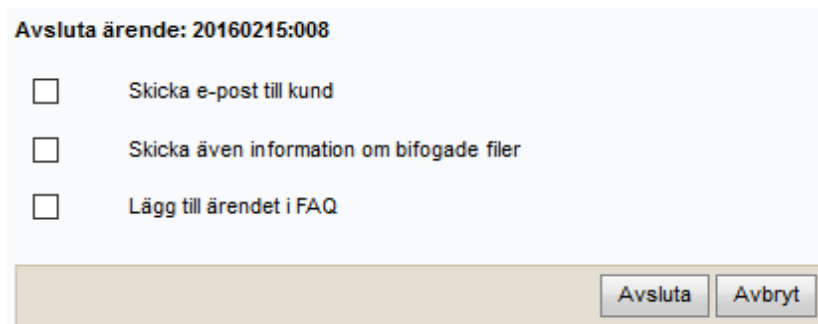 Avsluta ärende: 20160215:008
Skicka e-post till kund
Skicka även information om bifogade filer
Lägg till ärendet i FAQ
Avsluta Avbryt